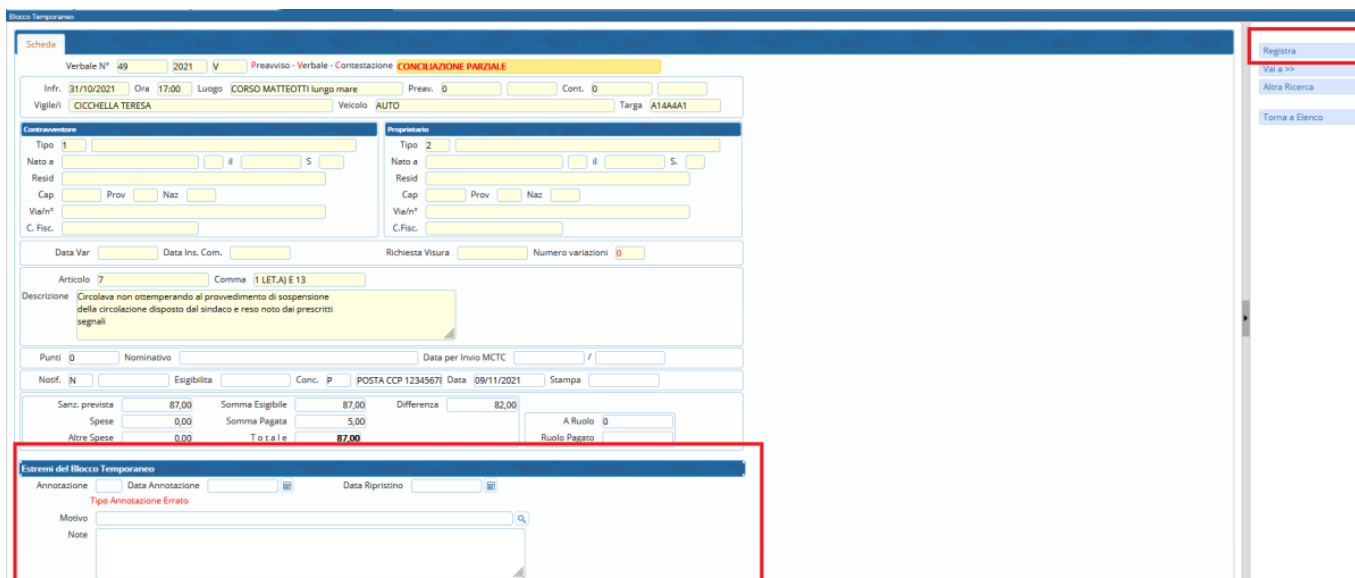 Blocco Temporaneo
Scheda
Verbale N° 49 2021 V Preavviso - Verbale - Contestazione CONCILIAZIONE PARZIALE
Infr. 31/10/2021 Ora 17:00 Luogo CORSO MATTEOTTI lungo mare Preav. 0 Cont. 0
Vigile/i CICCHELLA TERESA Veicolo AUTO Targa A14A4A1
Contravventore Proprietario
Tipo 1 Tipo 2
Nato a il S Nato a il S.
Resid Resid
Cap Prov Naz Cap Prov Naz
Via/n° Via/n°
C. Fisc. C.Fisc.
Data Var Data Ins. Com. Richiesta Visura Numero variazioni 0
Articolo 7 Comma 1 LET.A) E 13
Descrizione Circolava non ottemperando al provvedimento di sospensione
della circolazione disposto dal sindaco e reso noto dai prescritti
segnali
Punti 0 Nominativo Data per Invio MCTC /
Notif. N Esigibilita Conc. P POSTA CCP 12345678 Data 09/11/2021 Stampa
Sanz. prevista 87,00 Somma Esigibile 87,00 Differenza 82,00
Spese 0,00 Somma Pagata 5,00 A Ruolo 0
Altre Spese 0,00 Totale 87,00 Ruolo Pagato
Estremi del Blocco Temporaneo
Annotazione Data Annotazione Data Ripristino
Tipo Annotazione Errato
Motivo
Note
Registra
Vai a >>
Altra Ricerca
Torna a Elenco